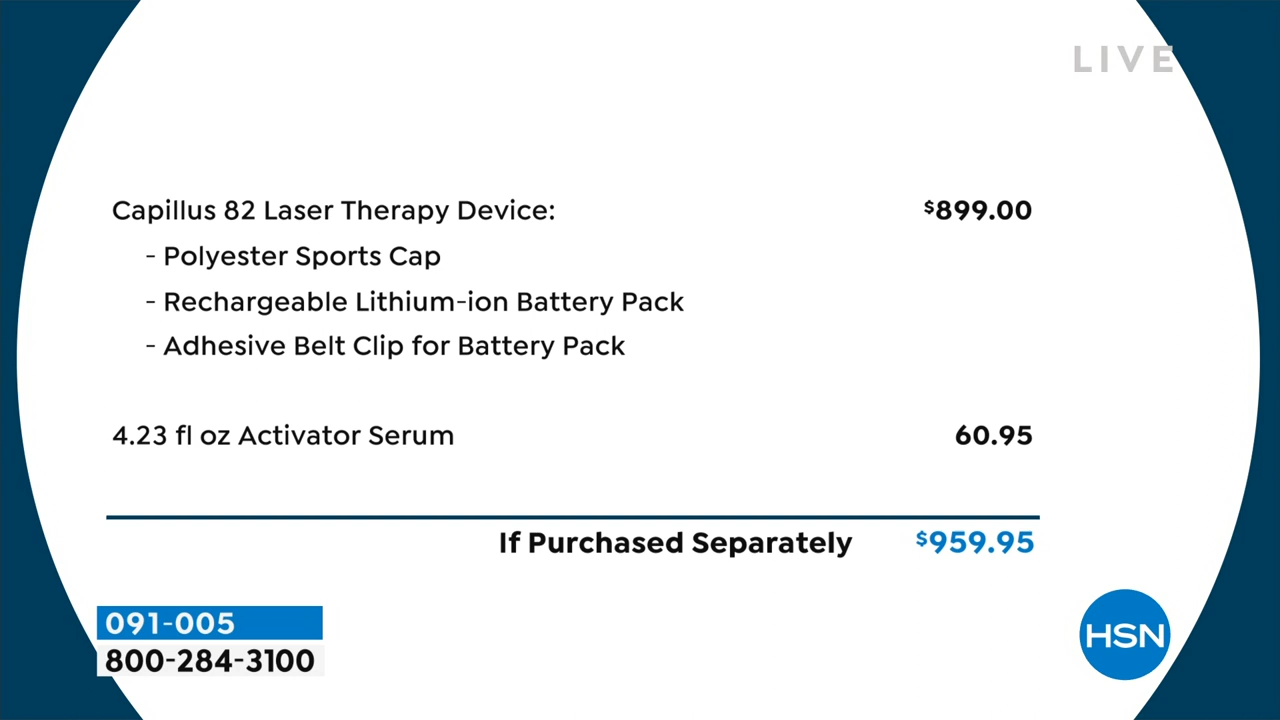 LIVE
Capillus 82 Laser Therapy Device: $899.00
- Polyester Sports Cap
- Rechargeable Lithium-ion Battery Pack
- Adhesive Belt Clip for Battery Pack
4.23 fl oz Activator Serum 60.95
If Purchased Separately $959.95
091-005
800-284-3100
HSN